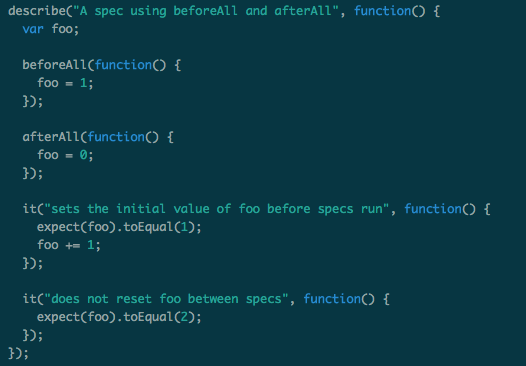 describe("A spec using beforeAll and afterAll", function() {
  var foo;

  beforeAll(function() {
    foo = 1;
  });

  afterAll(function() {
    foo = 0;
  });

  it("sets the initial value of foo before specs run", function() {
    expect(foo).toEqual(1);
    foo += 1;
  });

  it("does not reset foo between specs", function() {
    expect(foo).toEqual(2);
  });
});